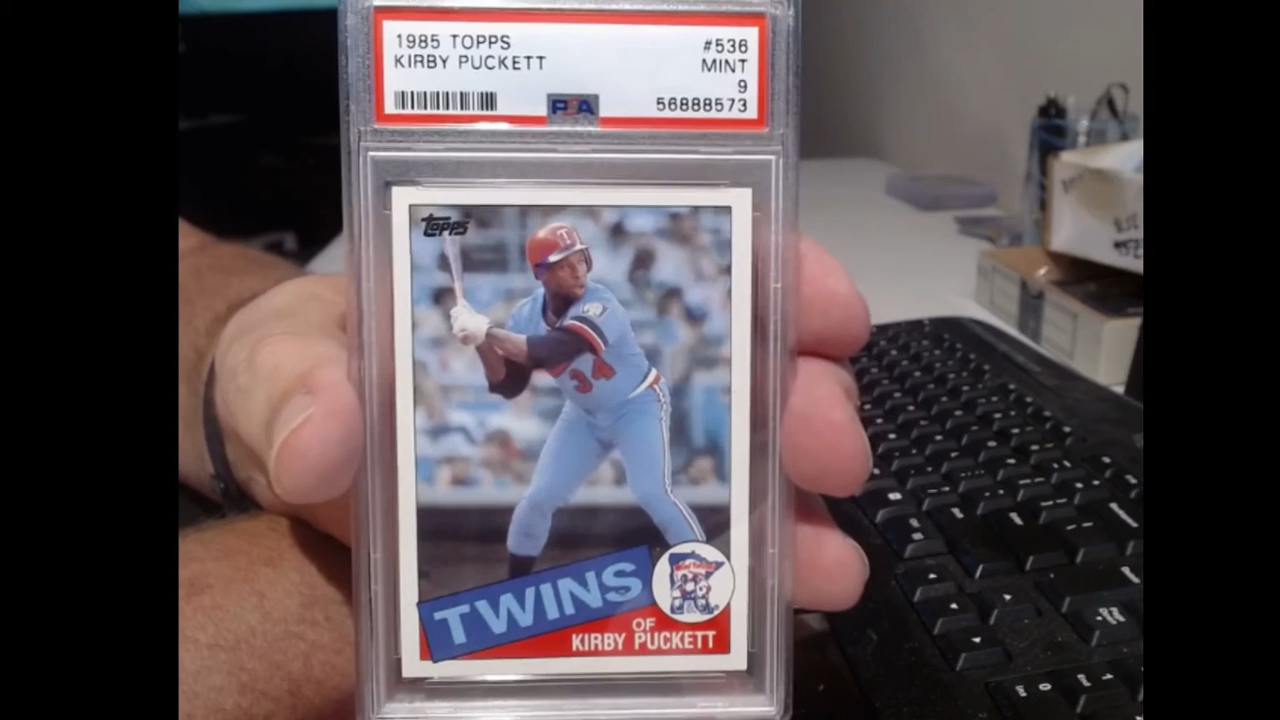 1985 TOPPS #536
KIRBY PUCKETT MINT
9
PSA 56888573
Topps
T
34
TWINS
OF
KIRBY PUCKETT